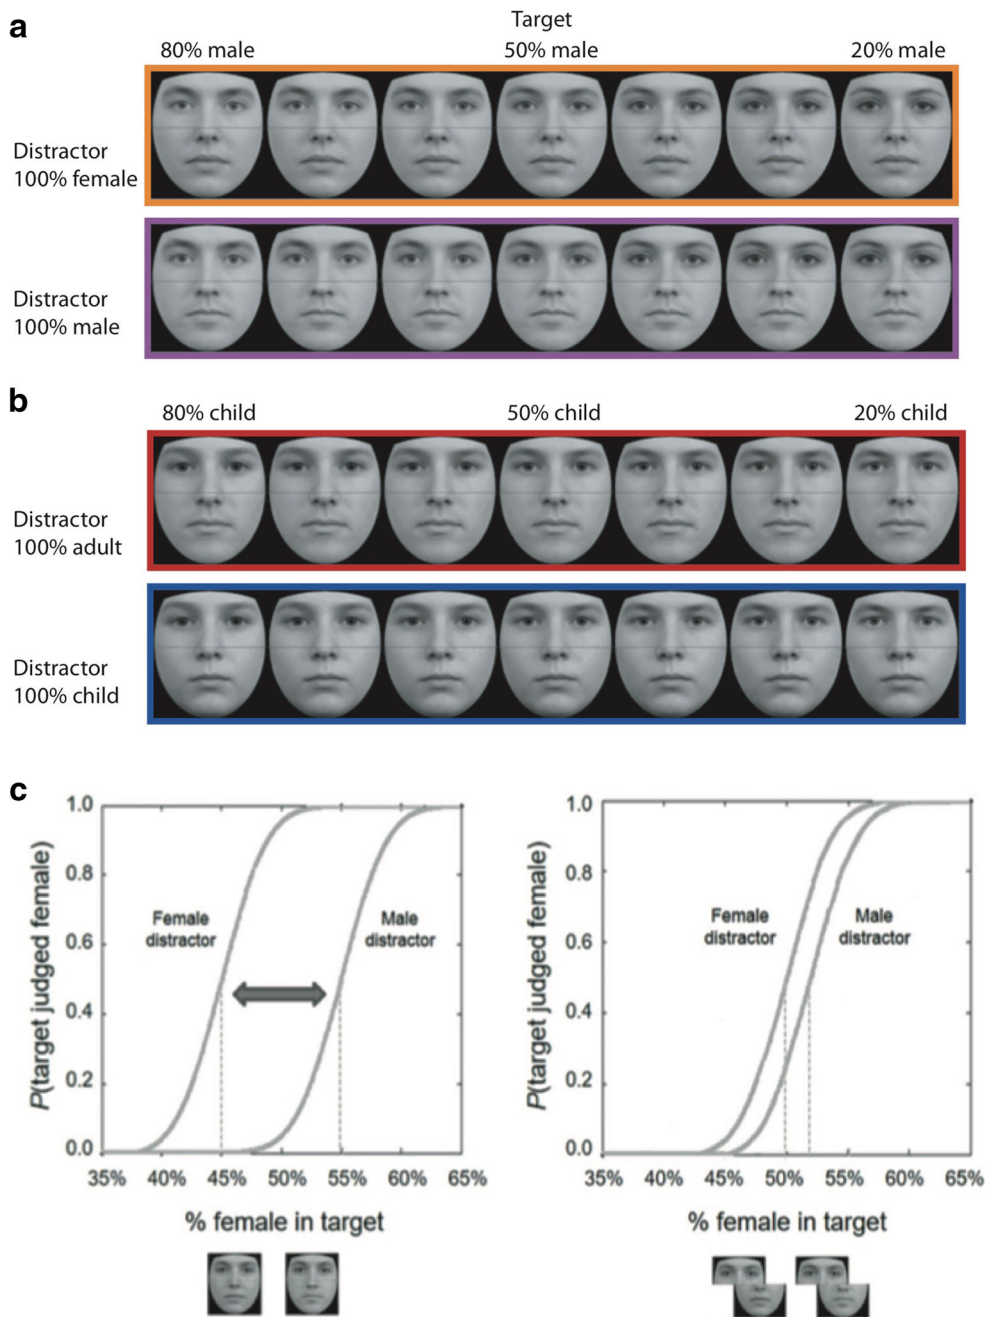 a
Target
80% male 50% male 20% male
Distractor
100% female
Distractor
100% male
b
80% child 50% child 20% child
Distractor
100% adult
Distractor
100% child
c
P(target judged female)
1.0
0.8
0.6
0.4
0.2
0.0
Female
distractor
Male
distractor
35% 40% 45% 50% 55% 60% 65%
% female in target
P(target judged female)
1.0
0.8
0.6
0.4
0.2
0.0
Female
distractor
Male
distractor
35% 40% 45% 50% 55% 60% 65%
% female in target